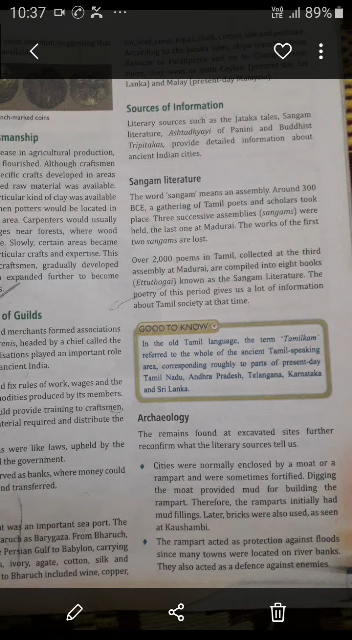 10:37
Vo))
LTE
89%
Lanka) and Malay (present-day Malaysia)
nch-marked coins
smanship
ease in agricultural production,
flourished. Although craftsmen
ecific crafts developed in areas
ed raw material was available.
rticular kind of clay was available
nen potters would be located in
area. Carpenters would usually
ges near forests, where wood
e. Slowly, certain areas became
rticular crafts and expertise. This
craftsmen, gradually developed
expanded further to become
s.
of Guilds
d merchants formed associations
renis, headed by a chief called the
isations played an important role
ancient India.
d fix rules of work, wages and the
modities produced by its members.
uld provide training to craftsmen,
aterial required and distribute the
s were like laws, upheld by the
l the government.
rved as banks, where money could
nd transferred.
at was an important sea port. The
aruch as Barygaza. From Bharuch,
e Persian Gulf to Babylon, carrying
, ivory, agate, cotton, silk and
to Bharuch included wine, copper,
Sources of Information
Literary sources such as the Jataka tales, Sangam
literature, Ashtadhyayi of Panini and Buddhist
Tripitakas, provide detailed information about
ancient Indian cities.
Sangam literature
The word 'sangam' means an assembly. Around 300
BCE, a gathering of Tamil poets and scholars took
place. Three successive assemblies (sangams) were
held, the last one at Madurai. The works of the first
two sangams are lost.
Over 2,000 poems in Tamil, collected at the third
assembly at Madurai, are compiled into eight books
(Ettuthogai) known as the Sangam Literature. The
poetry of this period gives us a lot of information
about Tamil society at that time.
GOOD TO KNOW
In the old Tamil language, the term 'Tamilkam'
referred to the whole of the ancient Tamil-speaking
area, corresponding roughly to parts of present-day
Tamil Nadu, Andhra Pradesh, Telangana, Karnataka
and Sri Lanka.
Archaeology
The remains found at excavated sites further
reconfirm what the literary sources tell us.
♦ Cities were normally enclosed by a moat or a
rampart and were sometimes fortified. Digging
the moat provided mud for building the
rampart. Therefore, the ramparts initially had
mud fillings. Later, bricks were also used, as seen
at Kaushambi.
♦ The rampart acted as protection against floods
since many towns were located on river banks.
They also acted as a defence against enemies.